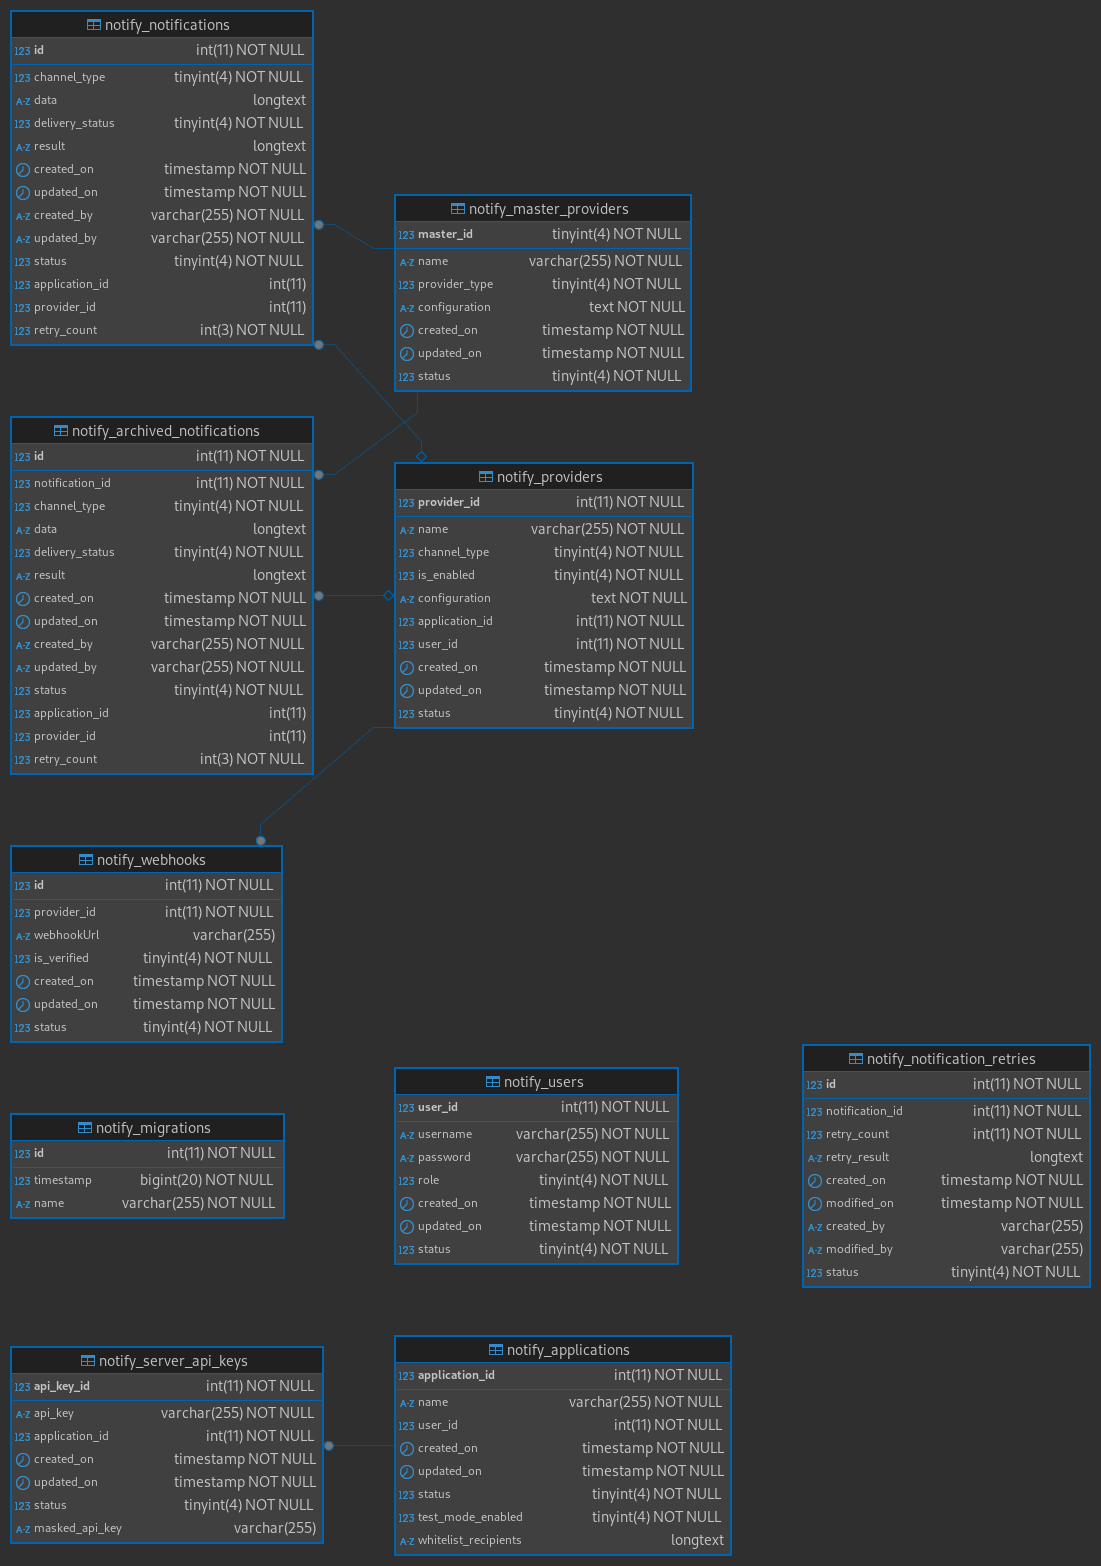 notify_notifications
123 id int(11) NOT NULL
123 channel_type tinyint(4) NOT NULL
A-Z data longtext
123 delivery_status tinyint(4) NOT NULL
A-Z result longtext
created_on timestamp NOT NULL
updated_on timestamp NOT NULL
A-Z created_by varchar(255) NOT NULL
A-Z updated_by varchar(255) NOT NULL
123 status tinyint(4) NOT NULL
123 application_id int(11)
123 provider_id int(11)
123 retry_count int(3) NOT NULL
notify_master_providers
123 master_id tinyint(4) NOT NULL
A-Z name varchar(255) NOT NULL
123 provider_type tinyint(4) NOT NULL
A-Z configuration text NOT NULL
created_on timestamp NOT NULL
updated_on timestamp NOT NULL
123 status tinyint(4) NOT NULL
notify_archived_notifications
123 id int(11) NOT NULL
123 notification_id int(11) NOT NULL
123 channel_type tinyint(4) NOT NULL
A-Z data longtext
123 delivery_status tinyint(4) NOT NULL
A-Z result longtext
created_on timestamp NOT NULL
updated_on timestamp NOT NULL
A-Z created_by varchar(255) NOT NULL
A-Z updated_by varchar(255) NOT NULL
123 status tinyint(4) NOT NULL
123 application_id int(11)
123 provider_id int(11)
123 retry_count int(3) NOT NULL
notify_providers
123 provider_id int(11) NOT NULL
A-Z name varchar(255) NOT NULL
123 channel_type tinyint(4) NOT NULL
123 is_enabled tinyint(4) NOT NULL
A-Z configuration text NOT NULL
123 application_id int(11) NOT NULL
123 user_id int(11) NOT NULL
created_on timestamp NOT NULL
updated_on timestamp NOT NULL
123 status tinyint(4) NOT NULL
notify_webhooks
123 id int(11) NOT NULL
123 provider_id int(11) NOT NULL
A-Z webhookUrl varchar(255)
123 is_verified tinyint(4) NOT NULL
created_on timestamp NOT NULL
updated_on timestamp NOT NULL
123 status tinyint(4) NOT NULL
notify_migrations
123 id int(11) NOT NULL
123 timestamp bigint(20) NOT NULL
A-Z name varchar(255) NOT NULL
notify_users
123 user_id int(11) NOT NULL
A-Z username varchar(255) NOT NULL
A-Z password varchar(255) NOT NULL
123 role tinyint(4) NOT NULL
created_on timestamp NOT NULL
updated_on timestamp NOT NULL
123 status tinyint(4) NOT NULL
notify_notification_retries
123 id int(11) NOT NULL
123 notification_id int(11) NOT NULL
123 retry_count int(11) NOT NULL
A-Z retry_result longtext
created_on timestamp NOT NULL
modified_on timestamp NOT NULL
A-Z created_by varchar(255)
A-Z modified_by varchar(255)
123 status tinyint(4) NOT NULL
notify_server_api_keys
123 api_key_id int(11) NOT NULL
A-Z api_key varchar(255) NOT NULL
123 application_id int(11) NOT NULL
created_on timestamp NOT NULL
updated_on timestamp NOT NULL
123 status tinyint(4) NOT NULL
A-Z masked_api_key varchar(255)
notify_applications
123 application_id int(11) NOT NULL
A-Z name varchar(255) NOT NULL
123 user_id int(11) NOT NULL
created_on timestamp NOT NULL
updated_on timestamp NOT NULL
123 status tinyint(4) NOT NULL
123 test_mode_enabled tinyint(4) NOT NULL
A-Z whitelist_recipients longtext